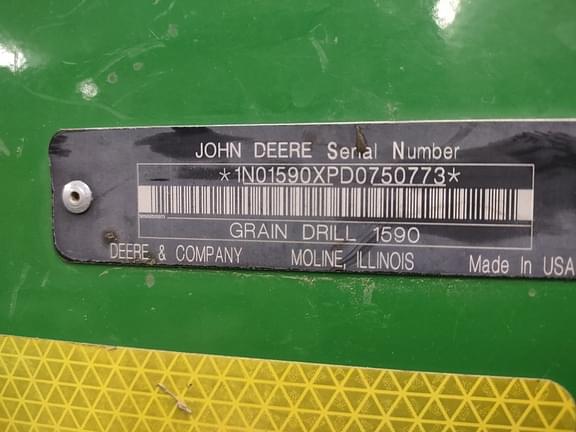 JOHN DEERE Serial Number
*1N01590XPD0750773*
GRAIN DRILL 1590
DEERE & COMPANY MOLINE, ILLINOIS Made In USA